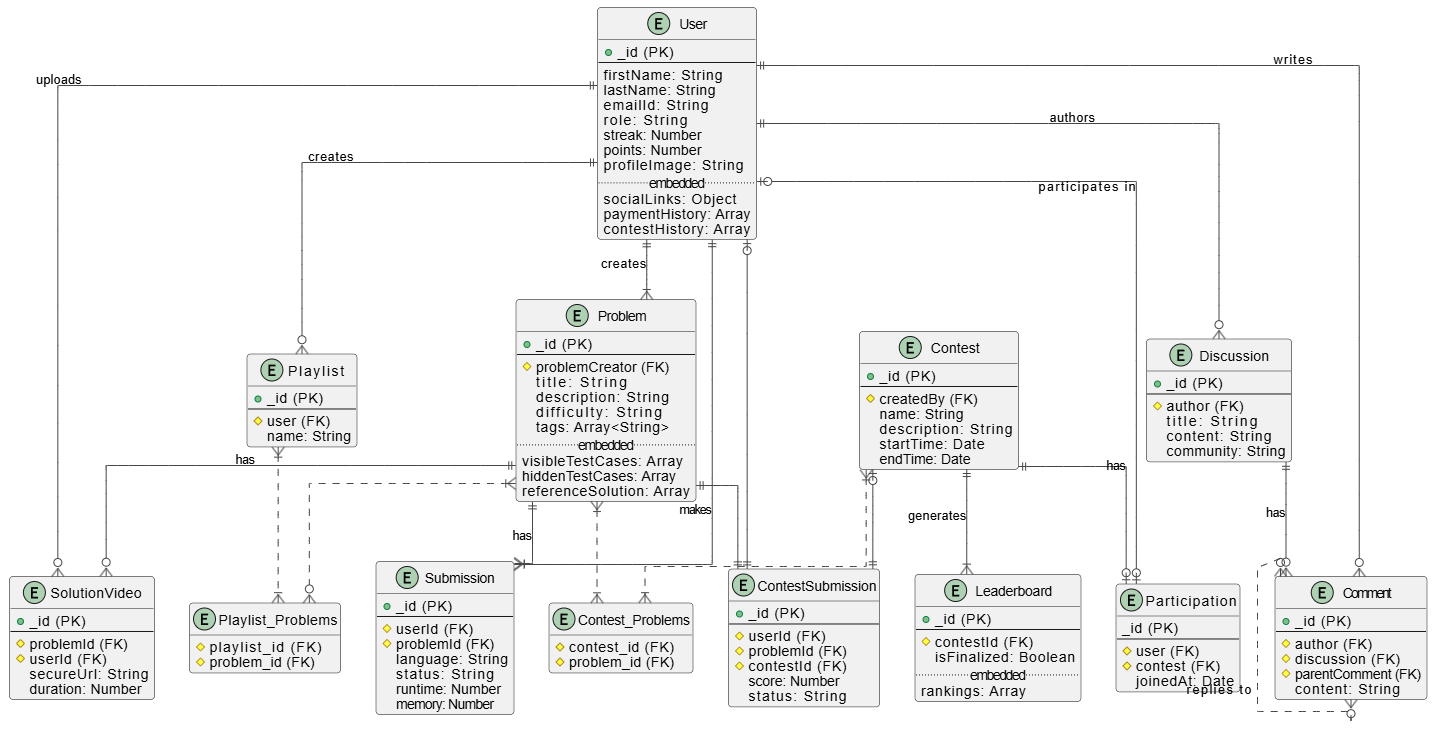 E User
_id (PK)
firstName: String
lastName: String
emailId: String
role: String
streak: Number
points: Number
profileImage: String
embedded
socialLinks: Object
paymentHistory: Array
contestHistory: Array
uploads
creates
writes
authors
participates in
creates
E Problem
_id (PK)
problemCreator (FK)
title: String
description: String
difficulty: String
tags: Array<String>
embedded
visibleTestCases: Array
hiddenTestCases: Array
referenceSolution: Array
E Playlist
_id (PK)
user (FK)
name: String
E Contest
_id (PK)
createdBy (FK)
name: String
description: String
startTime: Date
endTime: Date
E Discussion
_id (PK)
author (FK)
title: String
content: String
community: String
has
has
makes
generates
has
has
E SolutionVideo
_id (PK)
problemId (FK)
userId (FK)
secureUrl: String
duration: Number
E Playlist_Problems
playlist_id (FK)
problem_id (FK)
E Submission
_id (PK)
userId (FK)
problemId (FK)
language: String
status: String
runtime: Number
memory: Number
E Contest_Problems
contest_id (FK)
problem_id (FK)
E ContestSubmission
_id (PK)
userId (FK)
problemId (FK)
contestId (FK)
score: Number
status: String
E Leaderboard
_id (PK)
contestId (FK)
isFinalized: Boolean
embedded
rankings: Array
E Participation
_id (PK)
user (FK)
contest (FK)
joinedAt: Date
replies to
E Comment
_id (PK)
author (FK)
discussion (FK)
parentComment (FK)
content: String